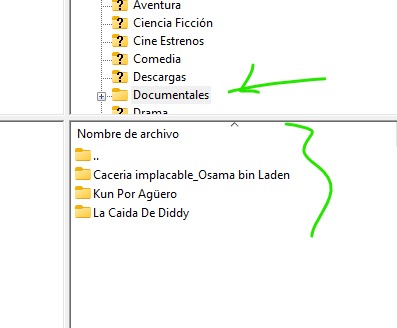 Aventura
Ciencia Ficción
Cine Estrenos
Comedia
Descargas
Documentales
Drama
Nombre de archivo
..
Caceria implacable_Osama bin Laden
Kun Por Agüero
La Caida De Diddy